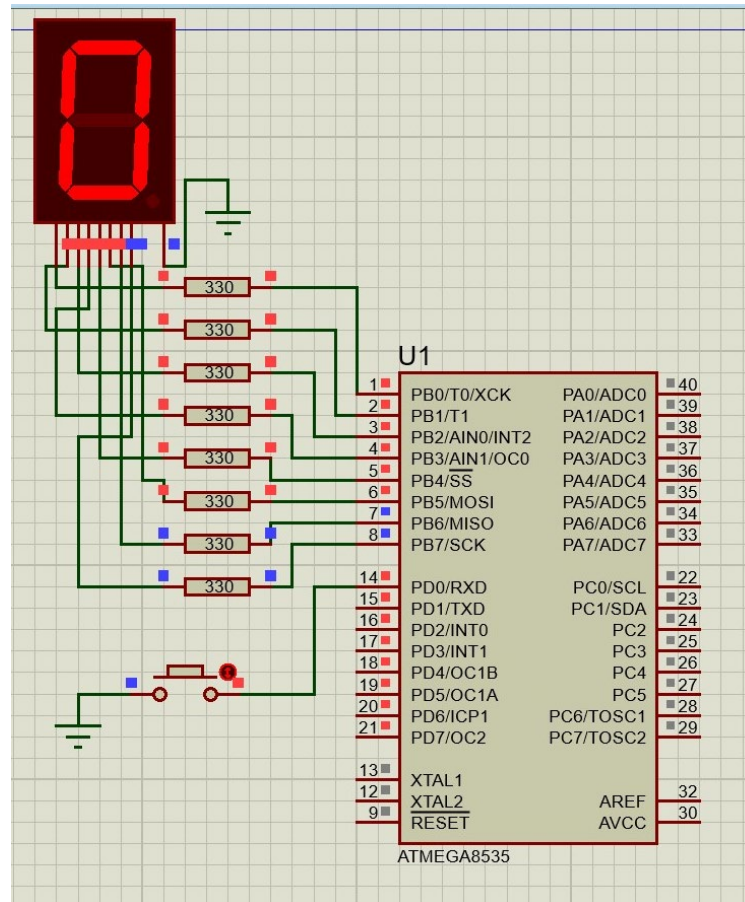 0
330
330
330
330
330
330
330
330
U1
1 PB0/T0/XCK PA0/ADC0 40
2 PB1/T1 PA1/ADC1 39
3 PB2/AIN0/INT2 PA2/ADC2 38
4 PB3/AIN1/OC0 PA3/ADC3 37
5 PB4/SS PA4/ADC4 36
6 PB5/MOSI PA5/ADC5 35
7 PB6/MISO PA6/ADC6 34
8 PB7/SCK PA7/ADC7 33
14 PD0/RXD PC0/SCL 22
15 PD1/TXD PC1/SDA 23
16 PD2/INT0 PC2 24
17 PD3/INT1 PC3 25
18 PD4/OC1B PC4 26
19 PD5/OC1A PC5 27
20 PD6/ICP1 PC6/TOSC1 28
21 PD7/OC2 PC7/TOSC2 29
13 XTAL1
12 XTAL2 AREF 32
9 RESET AVCC 30
ATMEGA8535